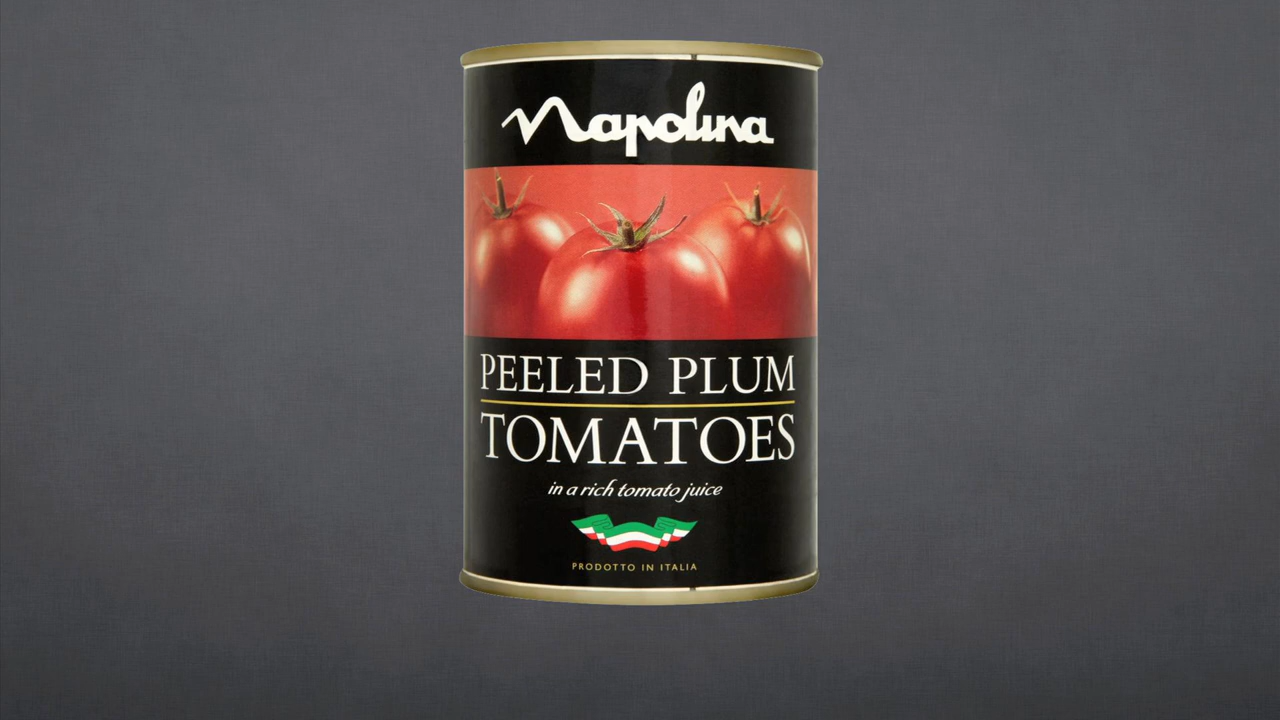 Napolina
PEELED PLUM
TOMATOES
in a rich tomato juice
PRODOTTO IN ITALIA